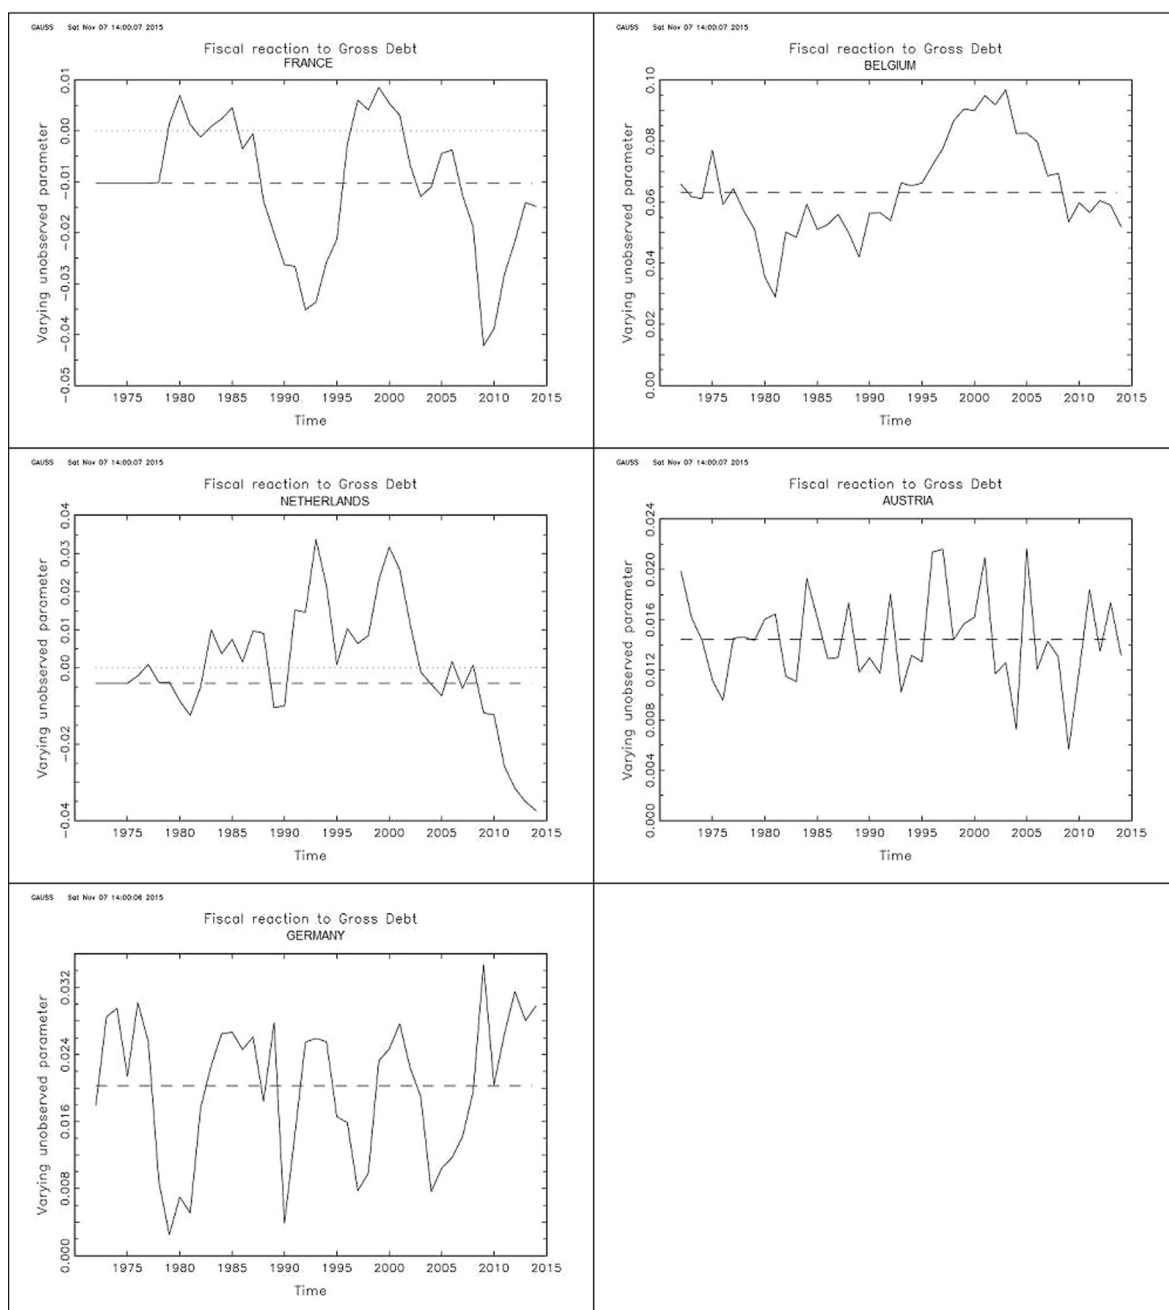 GAUSS Sat Nov 07 14:00:07 2015
Fiscal reaction to Gross Debt
FRANCE
Varying unobserved parameter
0.01
0.00
−0.01
−0.02
−0.03
−0.04
−0.05
1975 1980 1985 1990 1995 2000 2005 2010 2015
Time
GAUSS Sat Nov 07 14:00:07 2015
Fiscal reaction to Gross Debt
BELGIUM
Varying unobserved parameter
0.10
0.08
0.06
0.04
0.02
0.00
1975 1980 1985 1990 1995 2000 2005 2010 2015
Time
GAUSS Sat Nov 07 14:00:07 2015
Fiscal reaction to Gross Debt
NETHERLANDS
Varying unobserved parameter
0.04
0.03
0.02
0.01
0.00
−0.02
−0.04
1975 1980 1985 1990 1995 2000 2005 2010 2015
Time
GAUSS Sat Nov 07 14:00:07 2015
Fiscal reaction to Gross Debt
AUSTRIA
Varying unobserved parameter
0.024
0.020
0.016
0.012
0.008
0.004
0.000
1975 1980 1985 1990 1995 2000 2005 2010 2015
Time
GAUSS Sat Nov 07 14:00:06 2015
Fiscal reaction to Gross Debt
GERMANY
Varying unobserved parameter
0.032
0.024
0.016
0.008
0.000
1975 1980 1985 1990 1995 2000 2005 2010 2015
Time